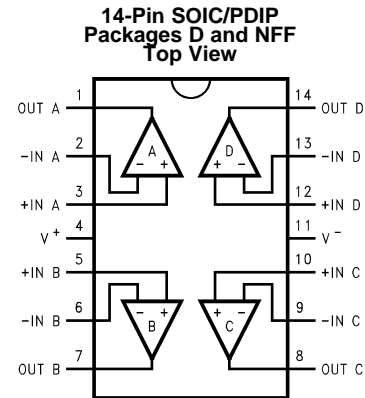 14-Pin SOIC/PDIP
Packages D and NFF
Top View
1 14
OUT A OUT D
2 13
−IN A A D −IN D
− + + −
3 12
+IN A +IN D
4 11
V+ V−
5 10
+IN B +IN C
6 9
− + + −
−IN B B C −IN C
7 8
OUT B OUT C